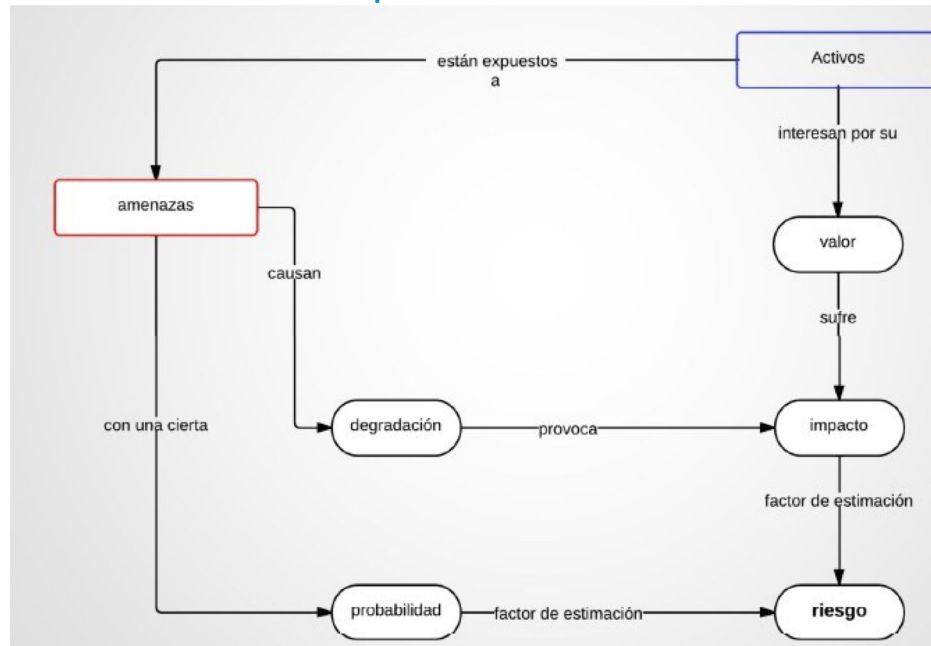 están expuestos
a
Activos
interesan por su
amenazas
valor
causan
sufre
con una cierta
degradación
provoca
impacto
factor de estimación
probabilidad
factor de estimación
riesgo